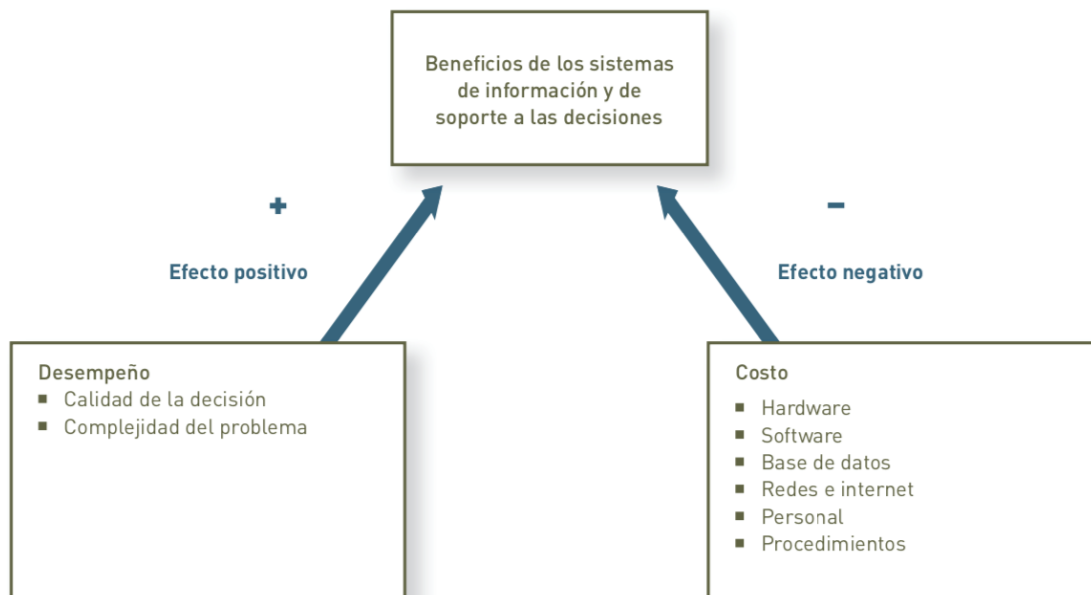 Beneficios de los sistemas
de información y de
soporte a las decisiones
+
−
Efecto positivo
Efecto negativo
Desempeño
▪ Calidad de la decisión
▪ Complejidad del problema
Costo
▪ Hardware
▪ Software
▪ Base de datos
▪ Redes e internet
▪ Personal
▪ Procedimientos